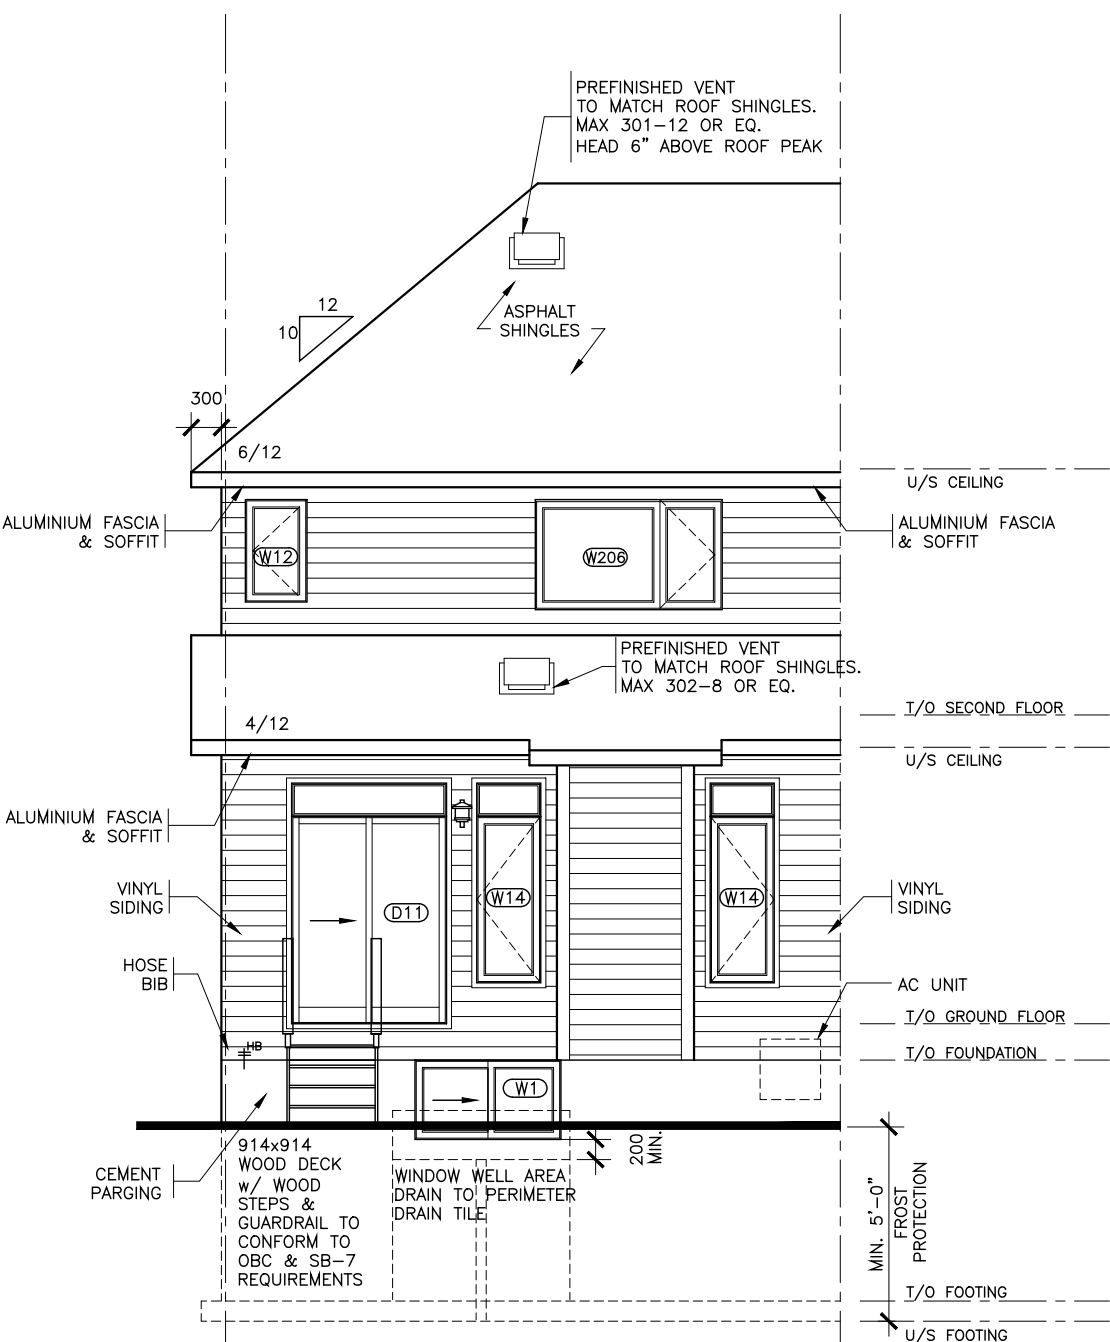 PREFINISHED VENT
TO MATCH ROOF SHINGLES.
MAX 301-12 OR EQ.
HEAD 6" ABOVE ROOF PEAK
12
10
ASPHALT
SHINGLES
300
6/12
U/S CEILING
ALUMINIUM FASCIA
& SOFFIT
ALUMINIUM FASCIA
& SOFFIT
W12
W206
PREFINISHED VENT
TO MATCH ROOF SHINGLES.
MAX 302-8 OR EQ.
4/12
T/O SECOND FLOOR
U/S CEILING
ALUMINIUM FASCIA
& SOFFIT
VINYL
SIDING
D11
W14
W14
VINYL
SIDING
HOSE
BIB
AC UNIT
T/O GROUND FLOOR
HB
T/O FOUNDATION
W1
CEMENT
PARGING
914x914
WOOD DECK
w/ WOOD
STEPS &
GUARDRAIL TO
CONFORM TO
OBC & SB-7
REQUIREMENTS
WINDOW WELL AREA
DRAIN TO PERIMETER
DRAIN TILE
200
MIN.
MIN. 5'-0"
FROST
PROTECTION
T/O FOOTING
U/S FOOTING